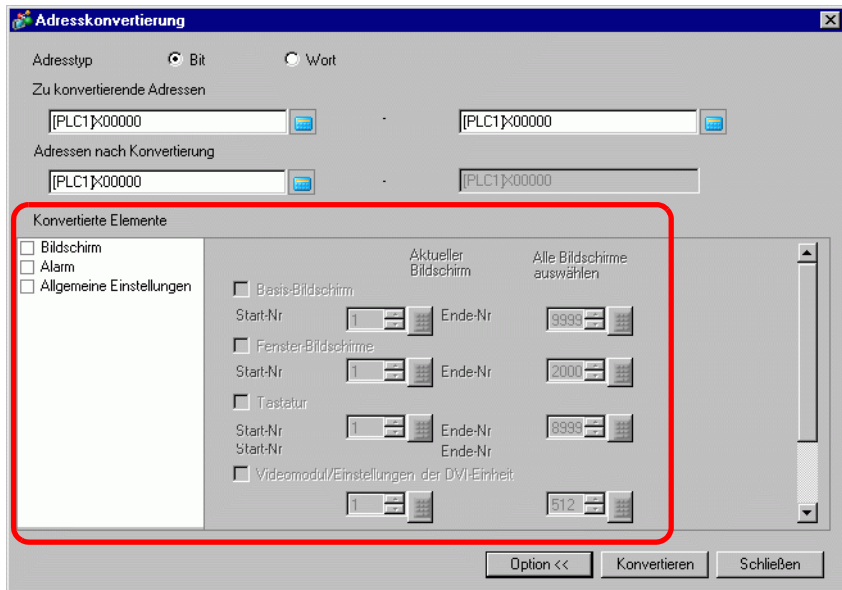 Adresskonvertierung
Adresstyp Bit Wort
Zu konvertierende Adressen
[PLC1]X00000 - [PLC1]X00000
Adressen nach Konvertierung
[PLC1]X00000 - [PLC1]X00000
Konvertierte Elemente
Bildschirm
Alarm
Allgemeine Einstellungen
Aktueller Bildschirm
Alle Bildschirme auswählen
Basis-Bildschirm
Start-Nr 1 Ende-Nr 9999
Fenster-Bildschirme
Start-Nr 1 Ende-Nr 2000
Tastatur
Start-Nr 1 Ende-Nr 8999
Start-Nr Ende-Nr
Videomodul/Einstellungen der DVI-Einheit
1 512
Option << Konvertieren Schließen